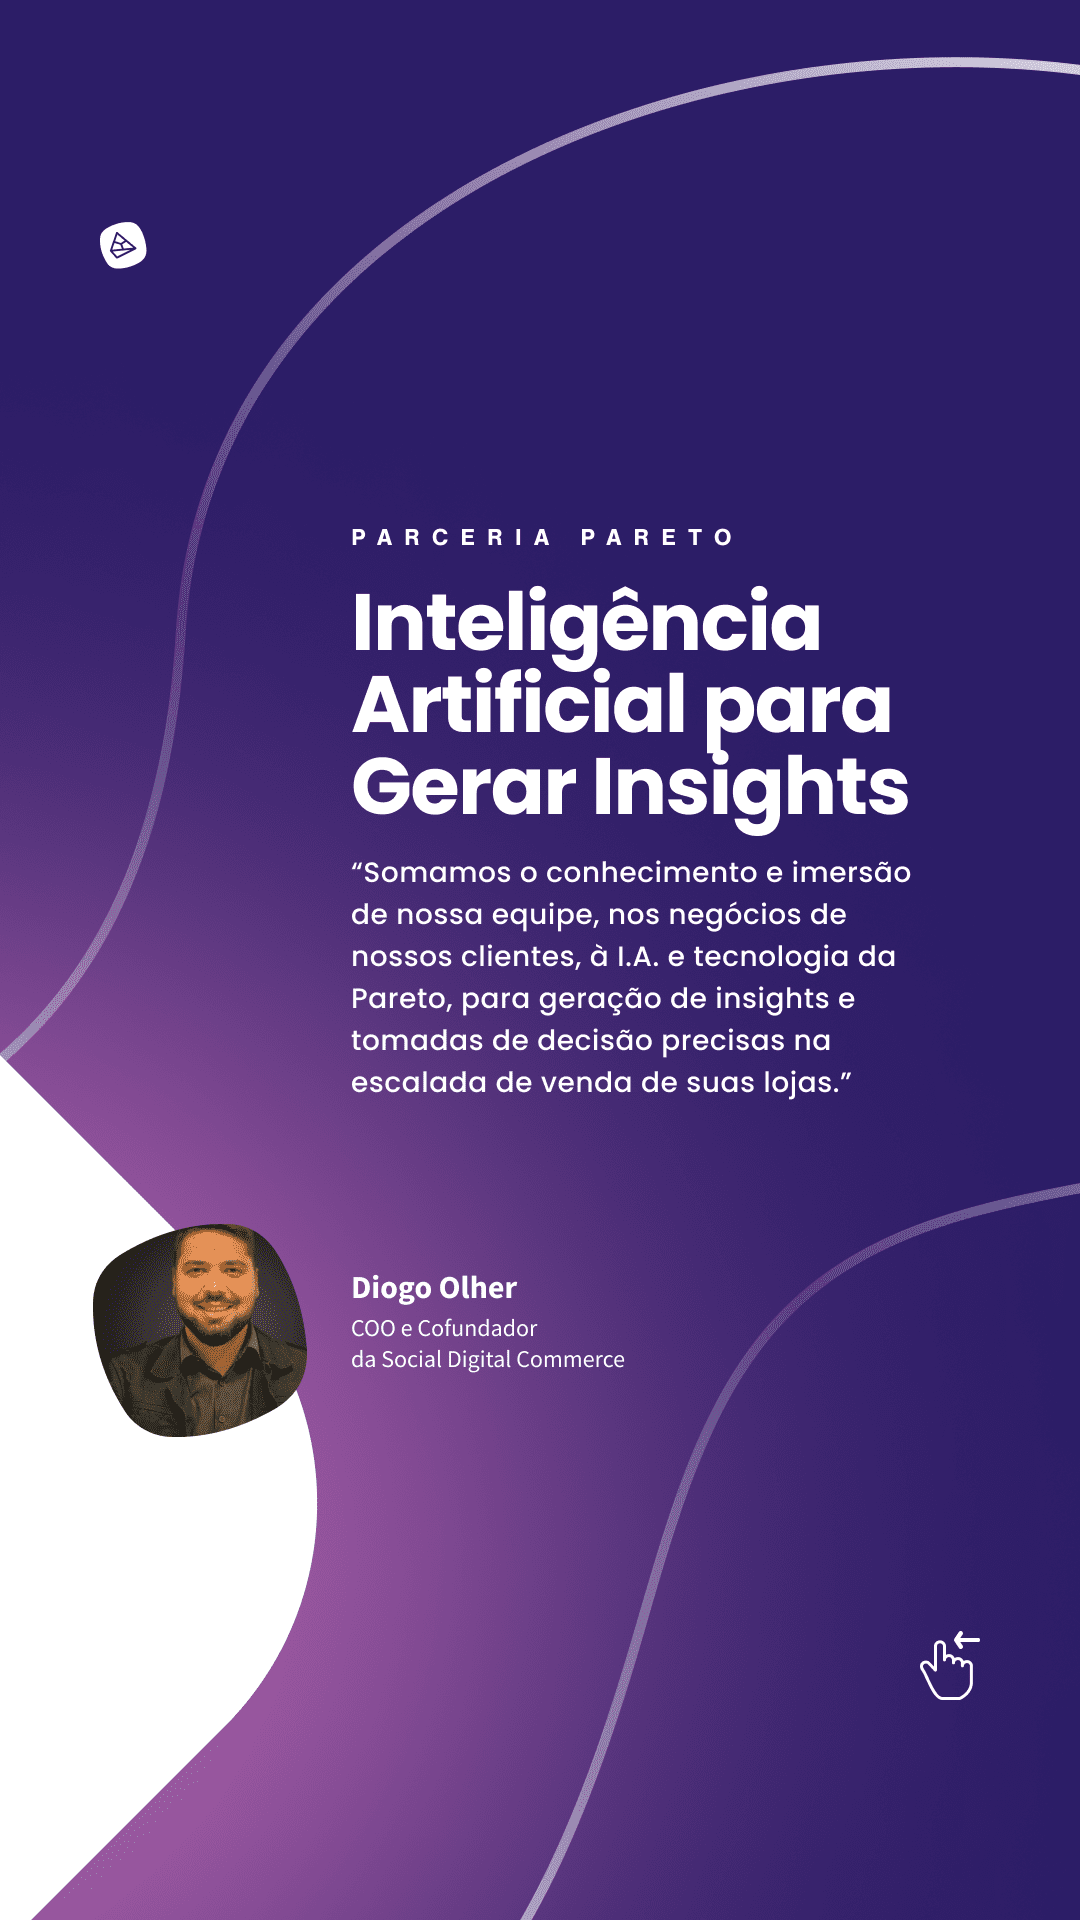 PARCERIA PARETO
Inteligência
Artificial para
Gerar Insights
“Somamos o conhecimento e imersão
de nossa equipe, nos negócios de
nossos clientes, à I.A. e tecnologia da
Pareto, para geração de insights e
tomadas de decisão precisas na
escalada de venda de suas lojas.”
Diogo Olher
COO e Cofundador
da Social Digital Commerce